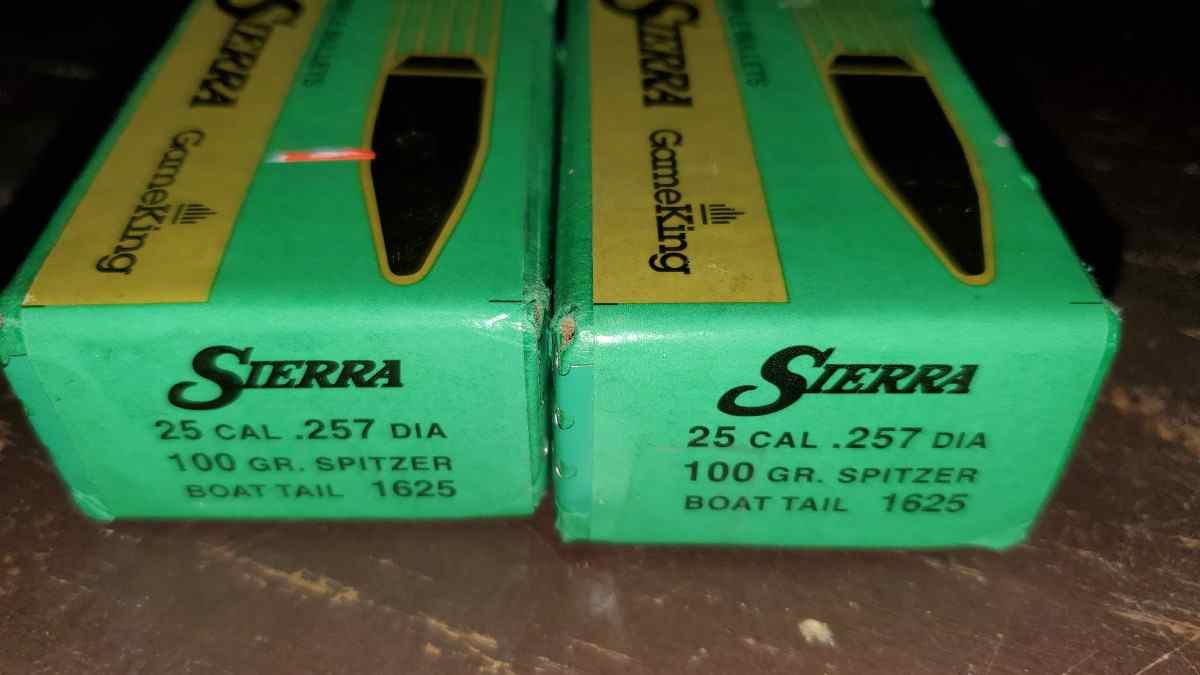 SIERRA
GameKing
SIERRA
GameKing
SIERRA
25 CAL .257 DIA
100 GR. SPITZER
BOAT TAIL 1625
SIERRA
25 CAL .257 DIA
100 GR. SPITZER
BOAT TAIL 1625